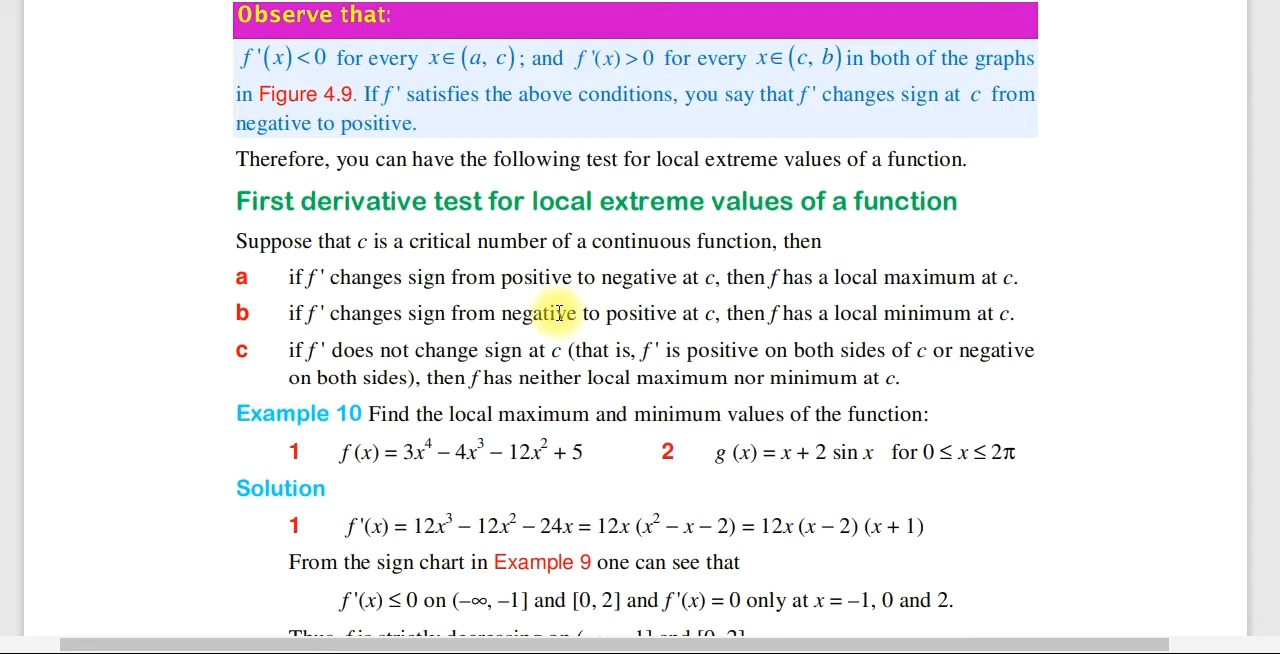 Observe that:
f '(x) < 0 for every x∈ (a, c); and f '(x) > 0 for every x∈ (c, b) in both of the graphs
in Figure 4.9. If f ' satisfies the above conditions, you say that f ' changes sign at c from
negative to positive.
Therefore, you can have the following test for local extreme values of a function.
First derivative test for local extreme values of a function
Suppose that c is a critical number of a continuous function, then
a if f ' changes sign from positive to negative at c, then f has a local maximum at c.
b if f ' changes sign from negative to positive at c, then f has a local minimum at c.
c if f ' does not change sign at c (that is, f ' is positive on both sides of c or negative
on both sides), then f has neither local maximum nor minimum at c.
Example 10 Find the local maximum and minimum values of the function:
1 f (x) = 3x⁴ – 4x³ – 12x² + 5 2 g (x) = x + 2 sin x for 0 ≤ x ≤ 2π
Solution
1 f '(x) = 12x³ – 12x² – 24x = 12x (x² – x – 2) = 12x (x – 2) (x + 1)
From the sign chart in Example 9 one can see that
f '(x) ≤ 0 on (–∞, –1] and [0, 2] and f '(x) = 0 only at x = –1, 0 and 2.